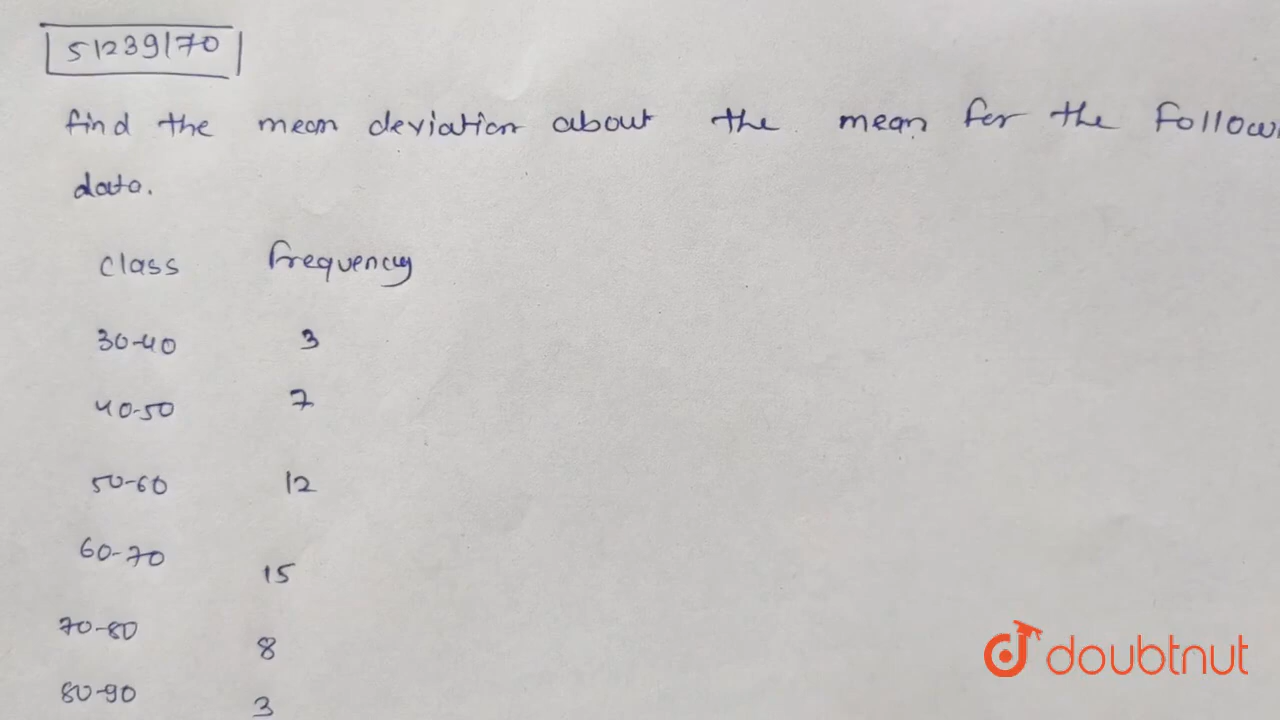 51239170
find the mean deviation about the mean for the follow
data.
class frequency
30-40 3
40-50 7
50-60 12
60-70 15
70-80 8
80-90 3
doubtnut